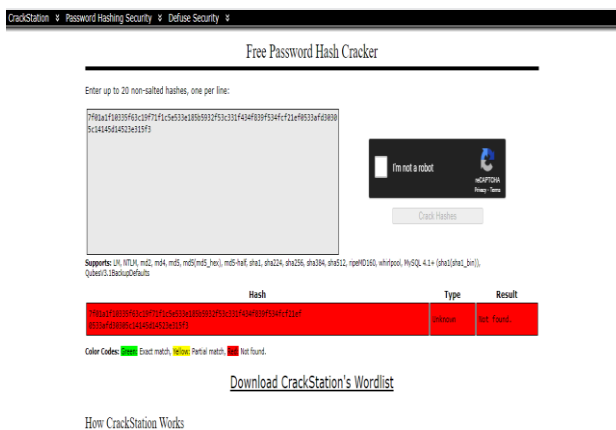 CrackStation ¥ Password Hashing Security ¥ Defuse Security ¥
Free Password Hash Cracker
Enter up to 20 non-salted hashes, one per line:
I'm not a robot
reCAPTCHA
Privacy - Terms
Crack Hashes
Supports: LM, NTLM, md2, md4, md5, md5(md5_hex), md5-half, sha1, sha224, sha256, sha384, sha512, ripeMD160, whirlpool, MySQL 4.1+ (sha1(sha1_bin)),
QubesV3.1BackupDefaults
Hash Type Result
Unknown Not found.
Color Codes: Green: Exact match, Yellow: Partial match, Red: Not found.
Download CrackStation's Wordlist
How CrackStation Works